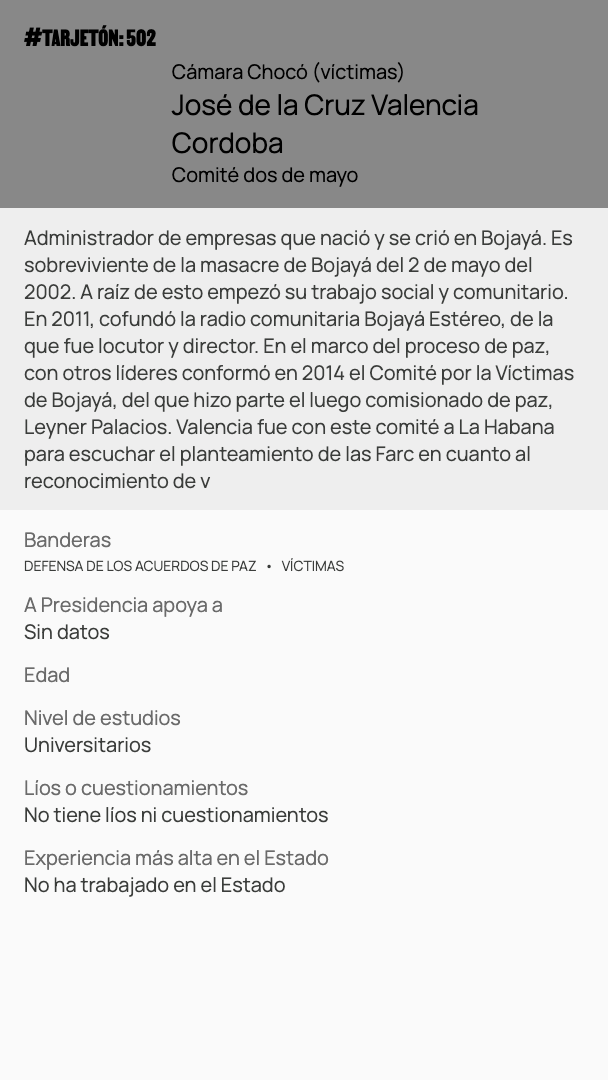 #TARJETÓN: 502
Cámara Chocó (víctimas)
José de la Cruz Valencia
Cordoba
Comité dos de mayo
Administrador de empresas que nació y se crió en Bojayá. Es
sobreviviente de la masacre de Bojayá del 2 de mayo del
2002. A raíz de esto empezó su trabajo social y comunitario.
En 2011, cofundó la radio comunitaria Bojayá Estéreo, de la
que fue locutor y director. En el marco del proceso de paz,
con otros líderes conformó en 2014 el Comité por la Víctimas
de Bojayá, del que hizo parte el luego comisionado de paz,
Leyner Palacios. Valencia fue con este comité a La Habana
para escuchar el planteamiento de las Farc en cuanto al
reconocimiento de v
Banderas
DEFENSA DE LOS ACUERDOS DE PAZ • VÍCTIMAS
A Presidencia apoya a
Sin datos
Edad
Nivel de estudios
Universitarios
Líos o cuestionamientos
No tiene líos ni cuestionamientos
Experiencia más alta en el Estado
No ha trabajado en el Estado